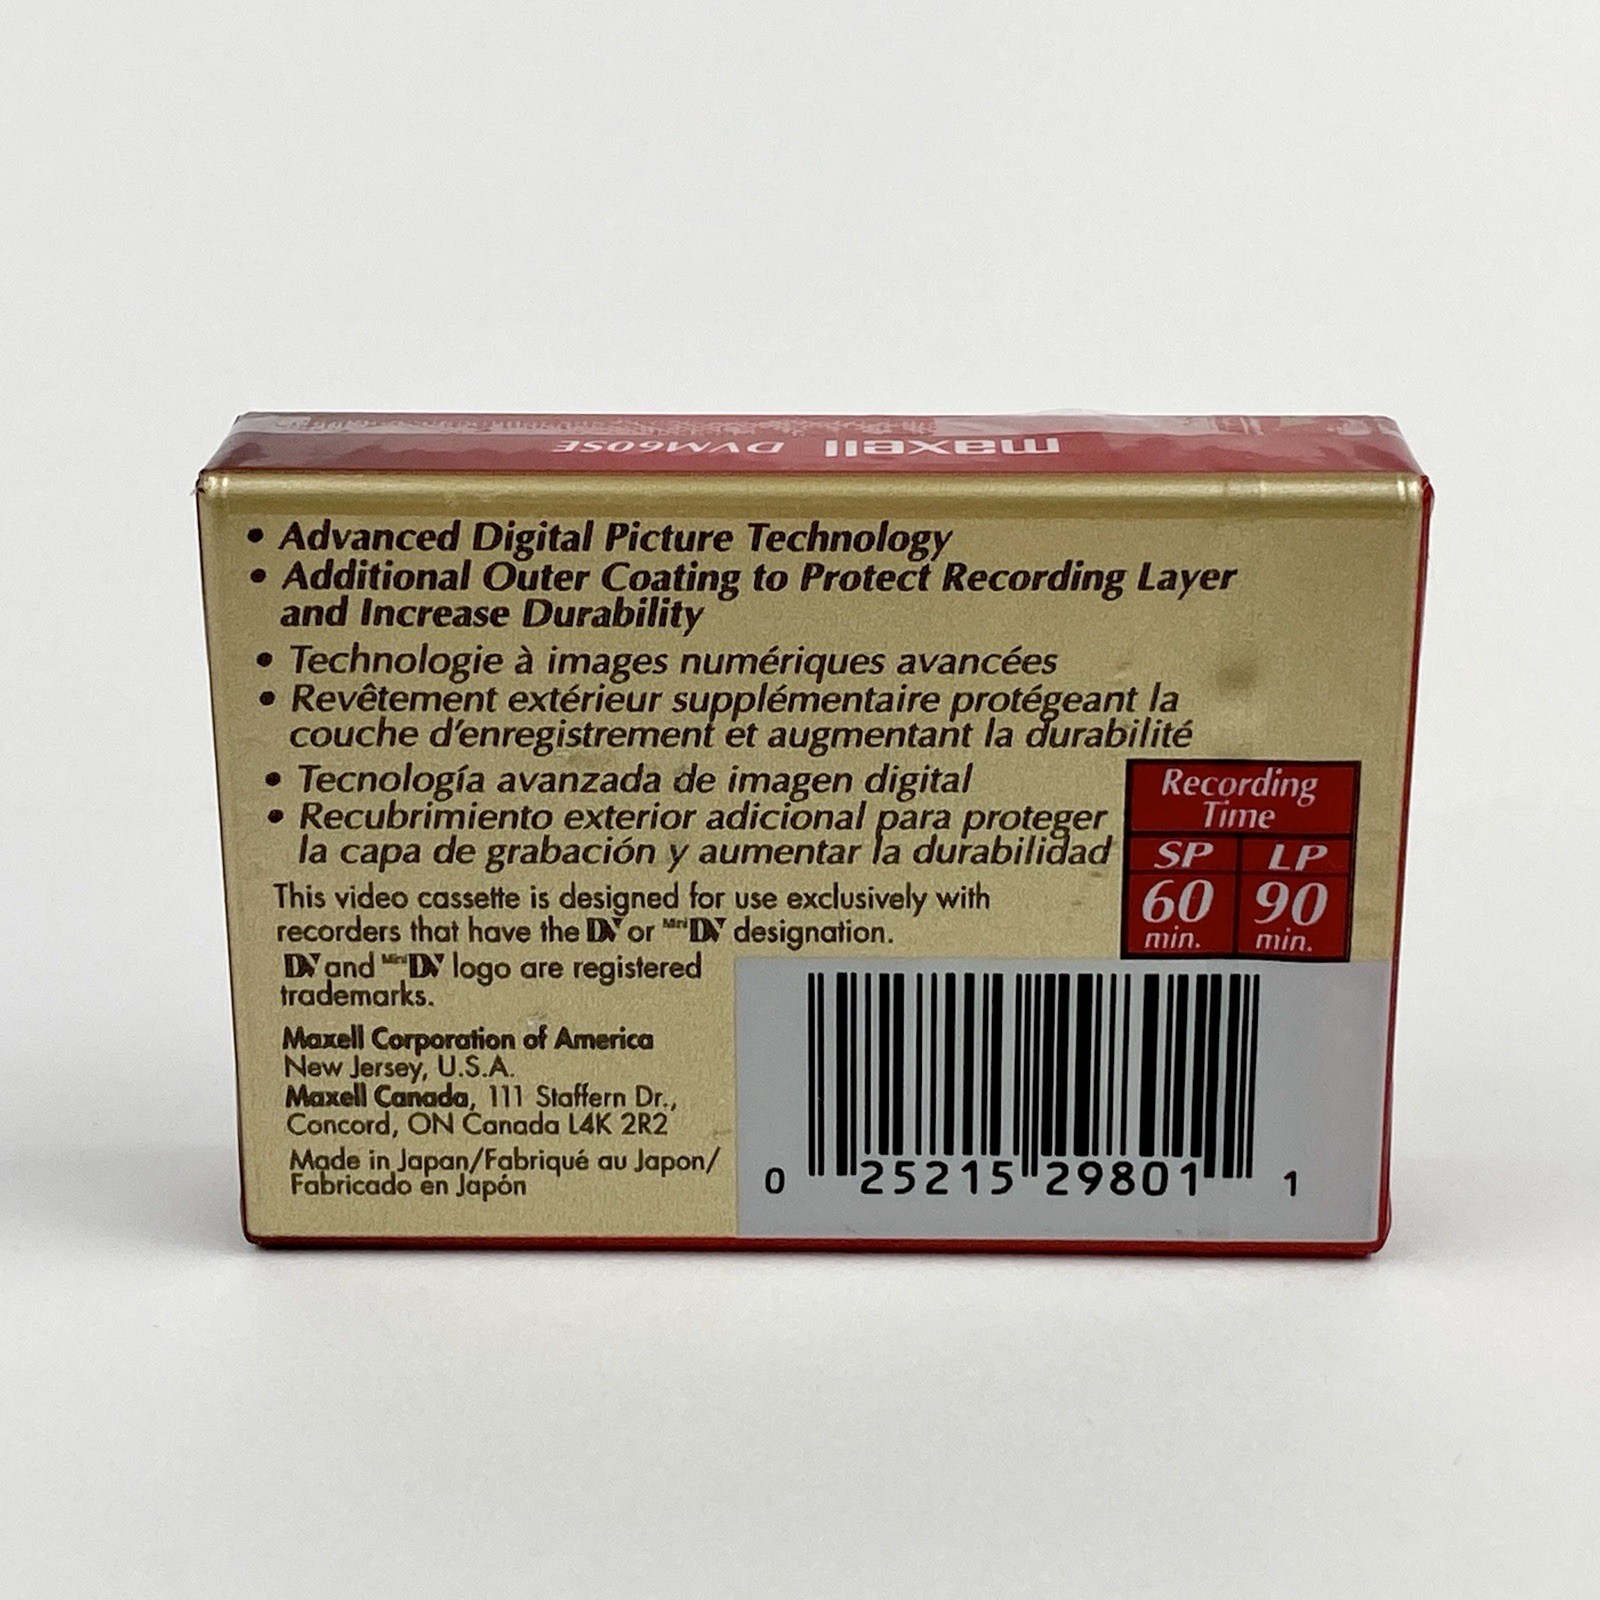 maxell DVM60SE
• Advanced Digital Picture Technology
• Additional Outer Coating to Protect Recording Layer
and Increase Durability
• Technologie à images numériques avancées
• Revêtement extérieur supplémentaire protégeant la
couche d'enregistrement et augmentant la durabilité
• Tecnología avanzada de imagen digital
• Recubrimiento exterior adicional para proteger
la capa de grabación y aumentar la durabilidad
Recording
Time
SP LP
60 90
min. min.
This video cassette is designed for use exclusively with
recorders that have the DV or Mini DV designation.
DV and Mini DV logo are registered
trademarks.
Maxell Corporation of America
New Jersey, U.S.A.
Maxell Canada, 111 Staffern Dr.,
Concord, ON Canada L4K 2R2
Made in Japan/Fabriqué au Japon/
Fabricado en Japón
0 25215 29801 1